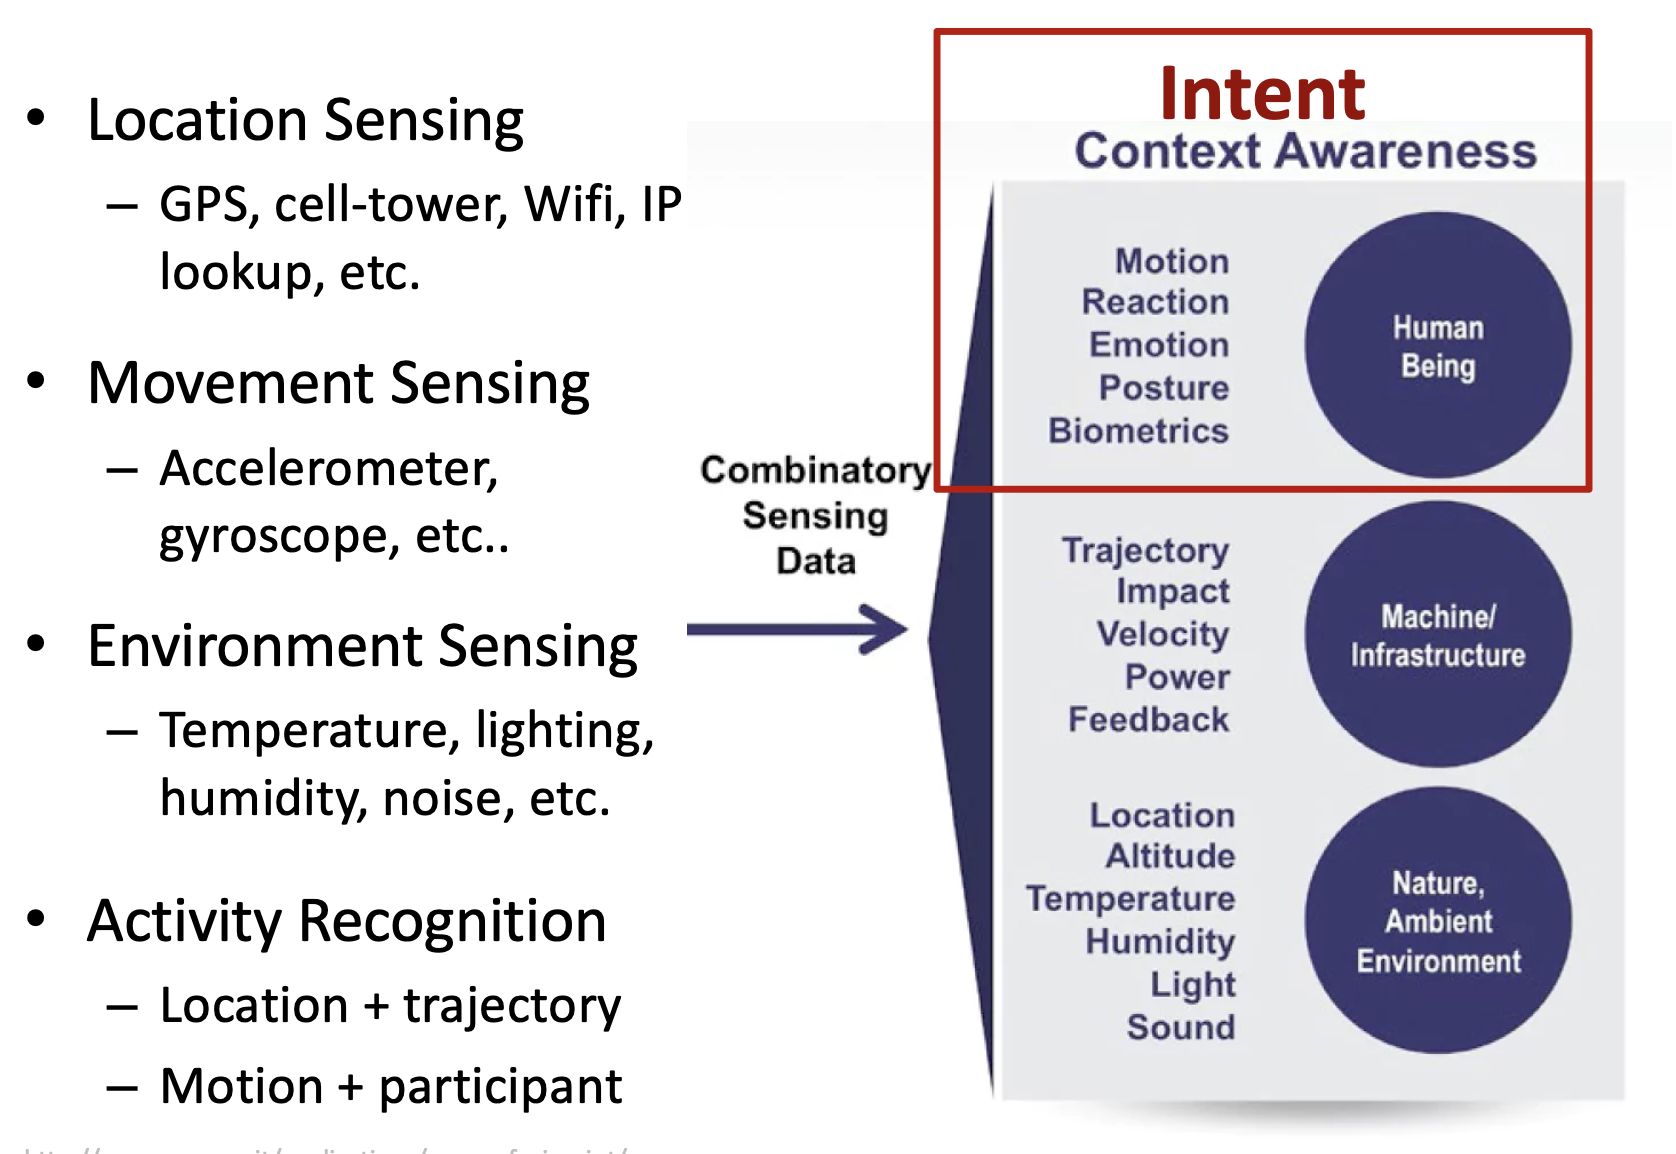 • Location Sensing
– GPS, cell-tower, Wifi, IP
lookup, etc.
• Movement Sensing
– Accelerometer,
gyroscope, etc..
• Environment Sensing
– Temperature, lighting,
humidity, noise, etc.
• Activity Recognition
– Location + trajectory
– Motion + participant
Combinatory
Sensing
Data
Intent
Context Awareness
Motion
Reaction
Emotion
Posture
Biometrics
Human
Being
Trajectory
Impact
Velocity
Power
Feedback
Machine/
Infrastructure
Location
Altitude
Temperature
Humidity
Light
Sound
Nature,
Ambient
Environment